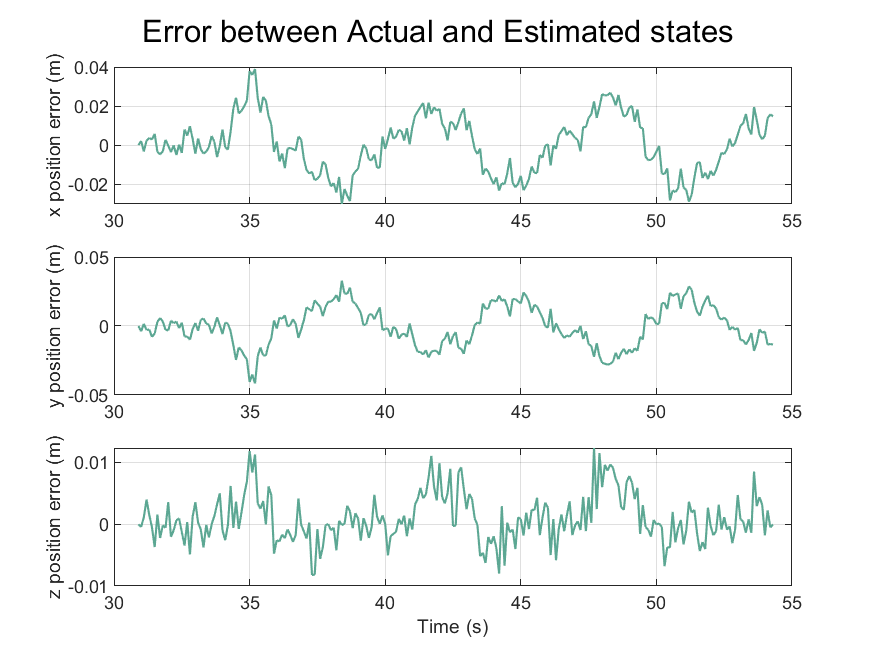 Error between Actual and Estimated states
x position error (m)
0.04
0.02
0
-0.02
30 35 40 45 50 55
y position error (m)
0.05
0
-0.05
30 35 40 45 50 55
z position error (m)
0.01
0
-0.01
30 35 40 45 50 55
Time (s)